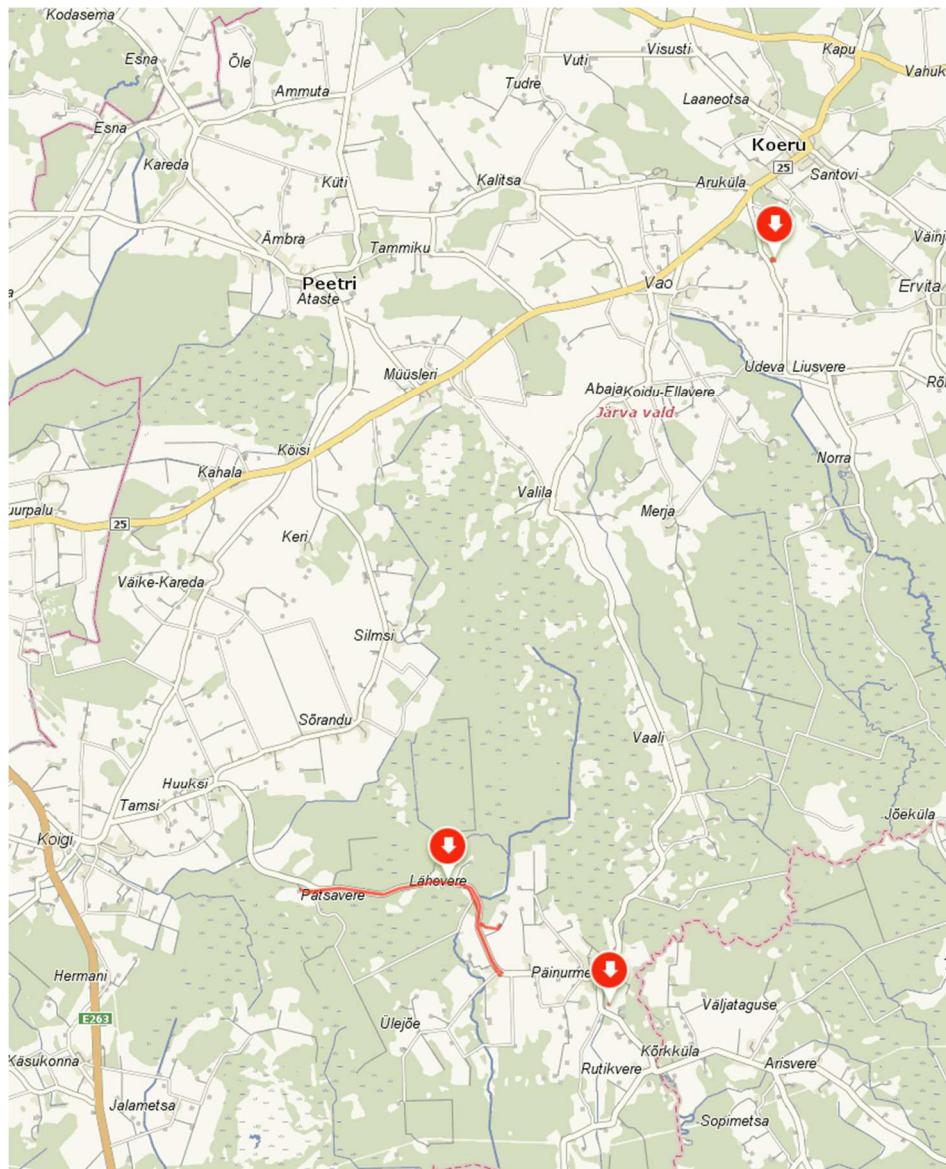 Kodasema
Esna
Õle
Ammuta
Vuti
Visusti
Kapu
Vahuk
Tudre
Laaneotsa
Esna
Kareda
Küti
Kalitsa
Koeru
25
Aruküla
Santovi
Ämbra
Tammiku
Väinj
Peetri
Ataste
Vao
Ervita
Müüsleri
Udeva
Liusvere
Abaja
Koidu-Ellavere
Järva vald
Köisi
Kahala
Norra
uurpalu
25
Valila
Merja
Keri
Väike-Kareda
Silmsi
Sõrandu
Vaali
Huuksi
Tamsi
Koigi
Jõeküla
Patsavere
Lähevere
Hermani
Päinurme
Väljataguse
E263
Ülejõe
Käsukonna
Rutikvere
Kõrkküla
Arisvere
Jalametsa
Sopimetsa